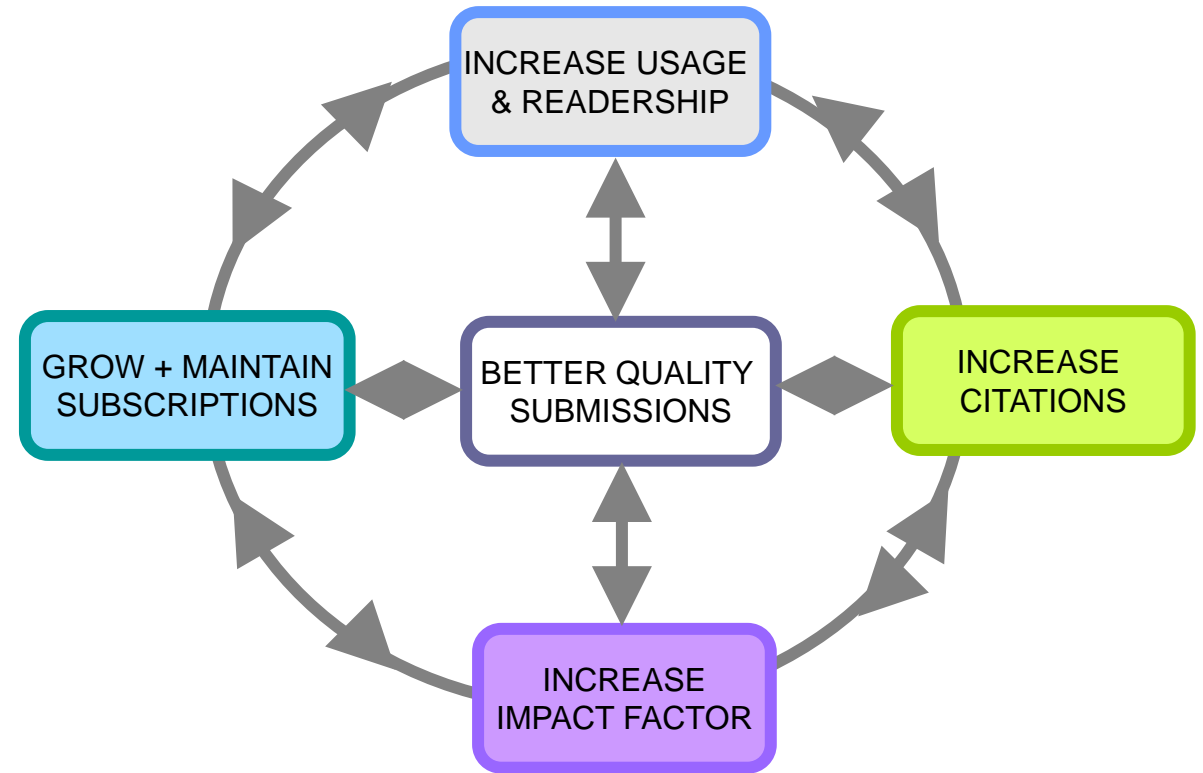 INCREASE USAGE
& READERSHIP
GROW + MAINTAIN
SUBSCRIPTIONS
BETTER QUALITY
SUBMISSIONS
INCREASE
CITATIONS
INCREASE
IMPACT FACTOR